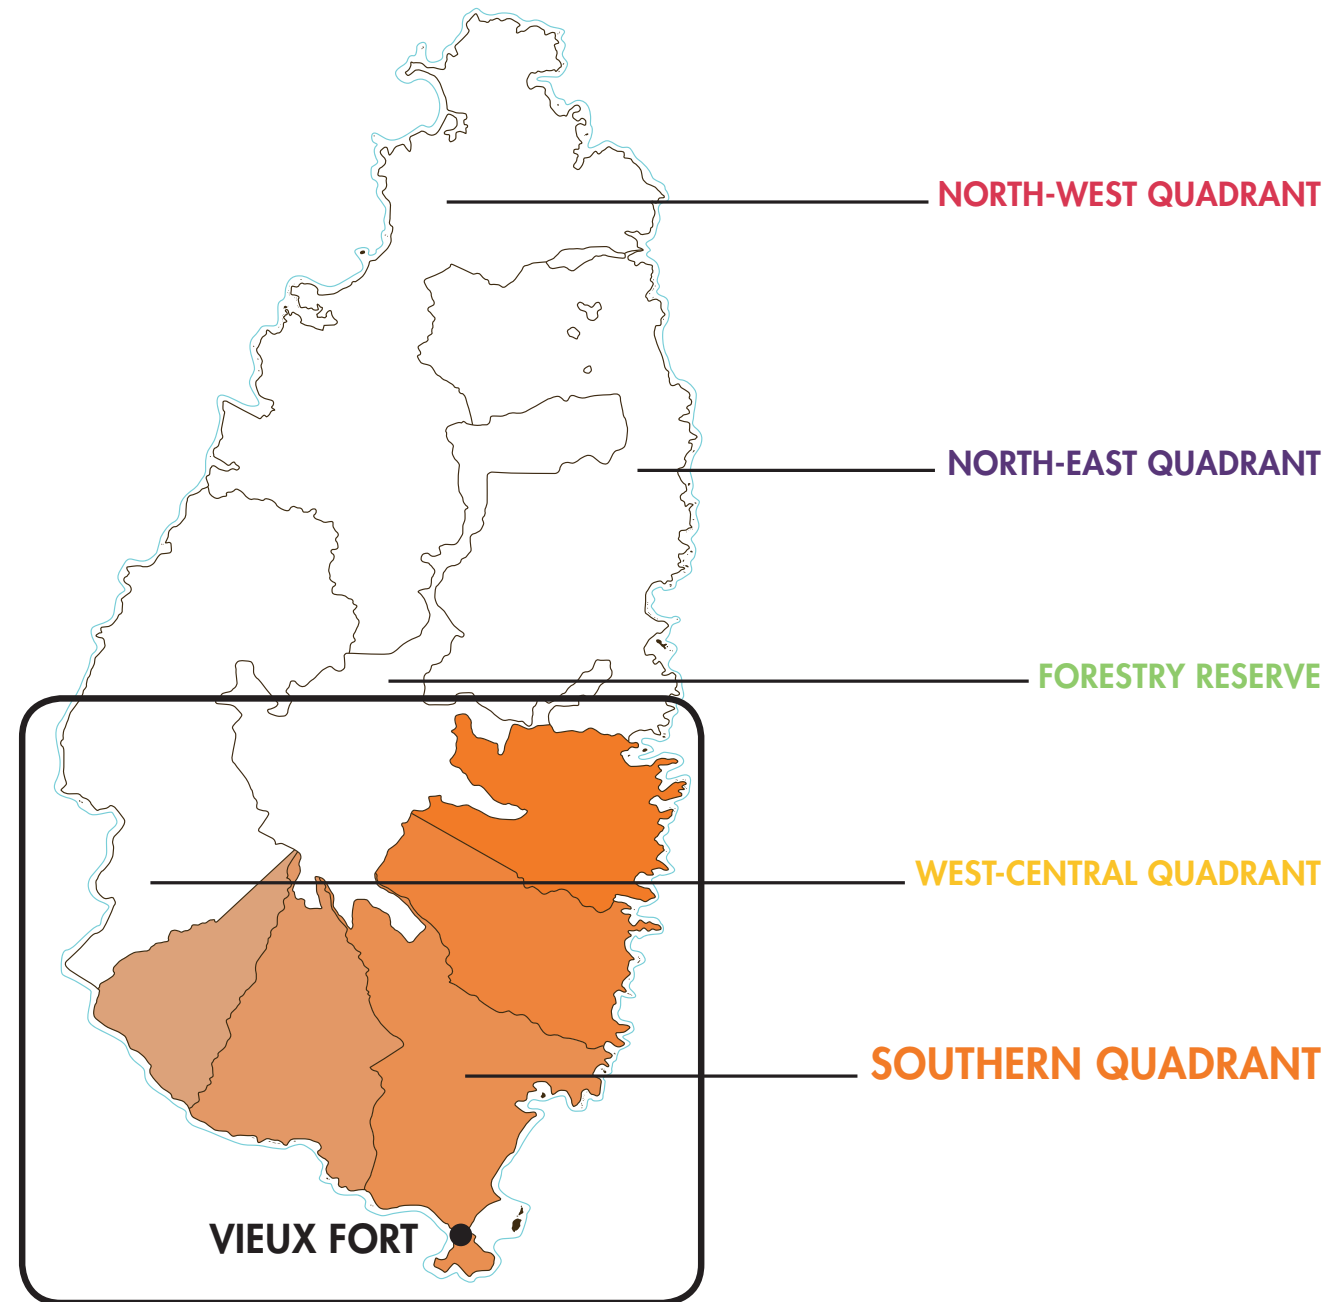 NORTH-WEST QUADRANT
NORTH-EAST QUADRANT
FORESTRY RESERVE
WEST-CENTRAL QUADRANT
SOUTHERN QUADRANT
VIEUX FORT